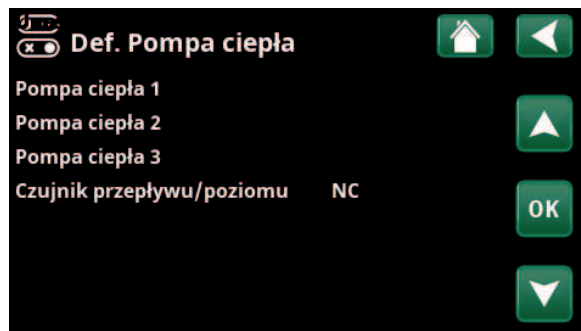 Def. Pompa ciepła
Pompa ciepła 1
Pompa ciepła 2
Pompa ciepła 3
Czujnik przepływu/poziomu NC
OK